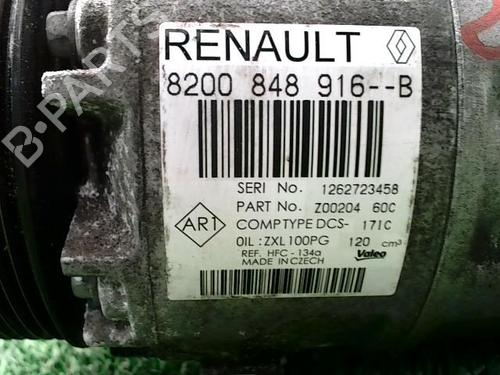 RENAULT
8200 848 916--B
SERI No. 1262723458
PART No. Z00204 60C
ART
COMPTYPE DCS- 171C
OIL : ZXL100PG 120 cm³
REF. HFC - 134a
MADE IN CZECH
Valeo